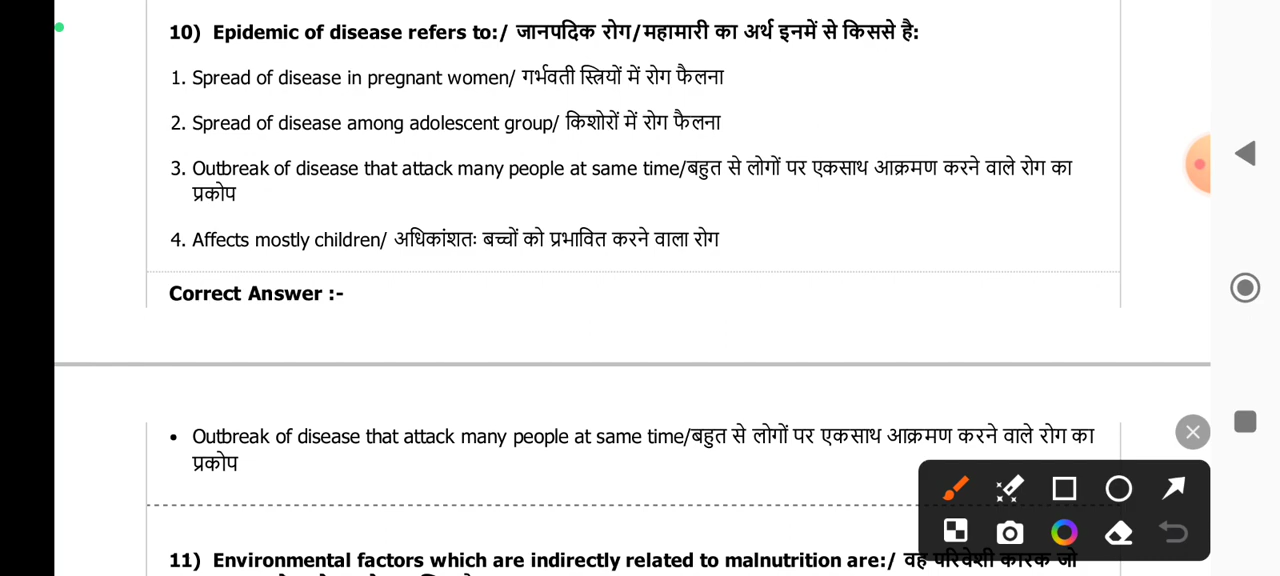 10) Epidemic of disease refers to:/ जानपदिक रोग/महामारी का अर्थ इनमें से किससे है:
1. Spread of disease in pregnant women/ गर्भवती स्त्रियों में रोग फैलना
2. Spread of disease among adolescent group/ किशोरों में रोग फैलना
3. Outbreak of disease that attack many people at same time/बहुत से लोगों पर एकसाथ आक्रमण करने वाले रोग का
प्रकोप
4. Affects mostly children/ अधिकांशतः बच्चों को प्रभावित करने वाला रोग
Correct Answer :-
• Outbreak of disease that attack many people at same time/बहुत से लोगों पर एकसाथ आक्रमण करने वाले रोग का
प्रकोप
11) Environmental factors which are indirectly related to malnutrition are:/ वह परिवेशी कारक जो